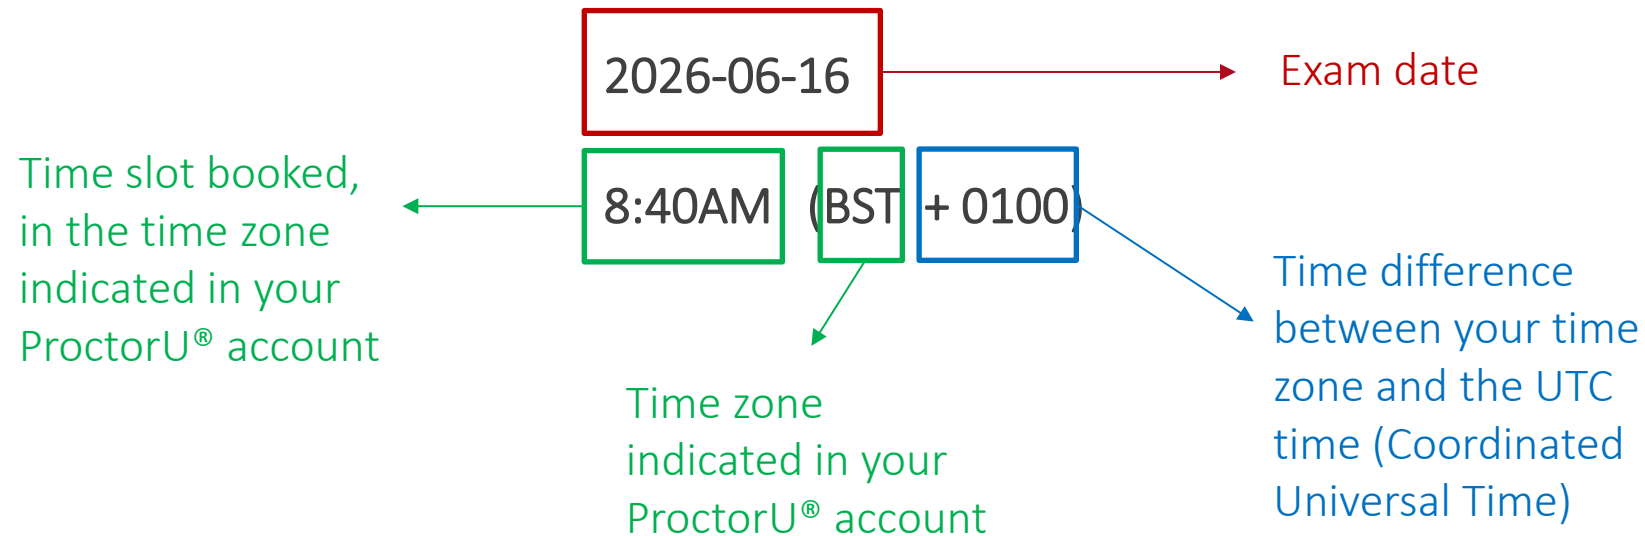 2026-06-16
Exam date
8:40AM (BST + 0100)
Time slot booked,
in the time zone
indicated in your
ProctorU® account
Time zone
indicated in your
ProctorU® account
Time difference
between your time
zone and the UTC
time (Coordinated
Universal Time)